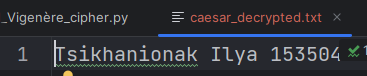 _Vigenère_cipher.py caesar_decrypted.txt
1 Tsikhanionak Ilya 153504